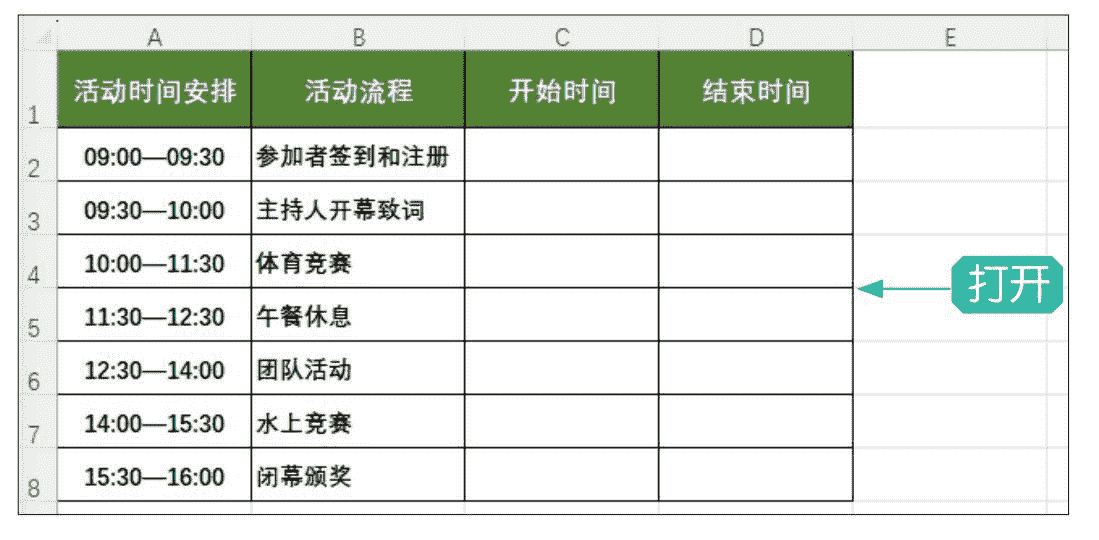 A B C D E
1 活动时间安排 活动流程 开始时间 结束时间
2 09:00—09:30 参加者签到和注册
3 09:30—10:00 主持人开幕致词
4 10:00—11:30 体育竞赛
打开
5 11:30—12:30 午餐休息
6 12:30—14:00 团队活动
7 14:00—15:30 水上竞赛
8 15:30—16:00 闭幕颁奖